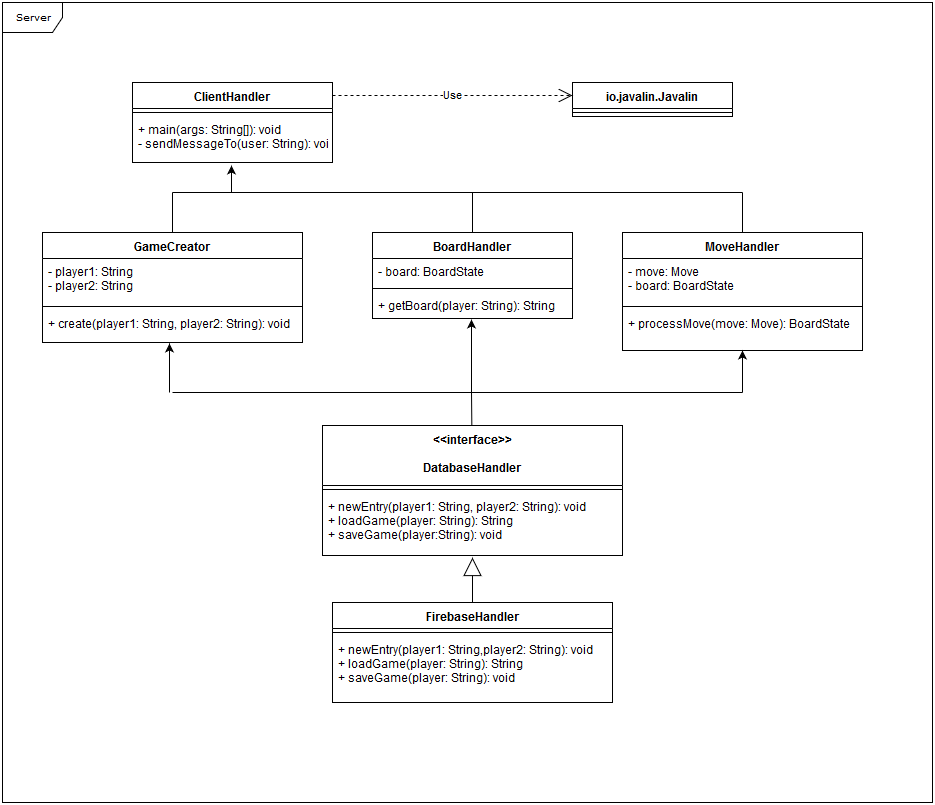 Server
ClientHandler
+ main(args: String[]): void
- sendMessageTo(user: String): voi
Use
io.javalin.Javalin
GameCreator
- player1: String
- player2: String
+ create(player1: String, player2: String): void
BoardHandler
- board: BoardState
+ getBoard(player: String): String
MoveHandler
- move: Move
- board: BoardState
+ processMove(move: Move): BoardState
<<interface>>
DatabaseHandler
+ newEntry(player1: String, player2: String): void
+ loadGame(player: String): String
+ saveGame(player:String): void
FirebaseHandler
+ newEntry(player1: String,player2: String): void
+ loadGame(player: String): String
+ saveGame(player: String): void